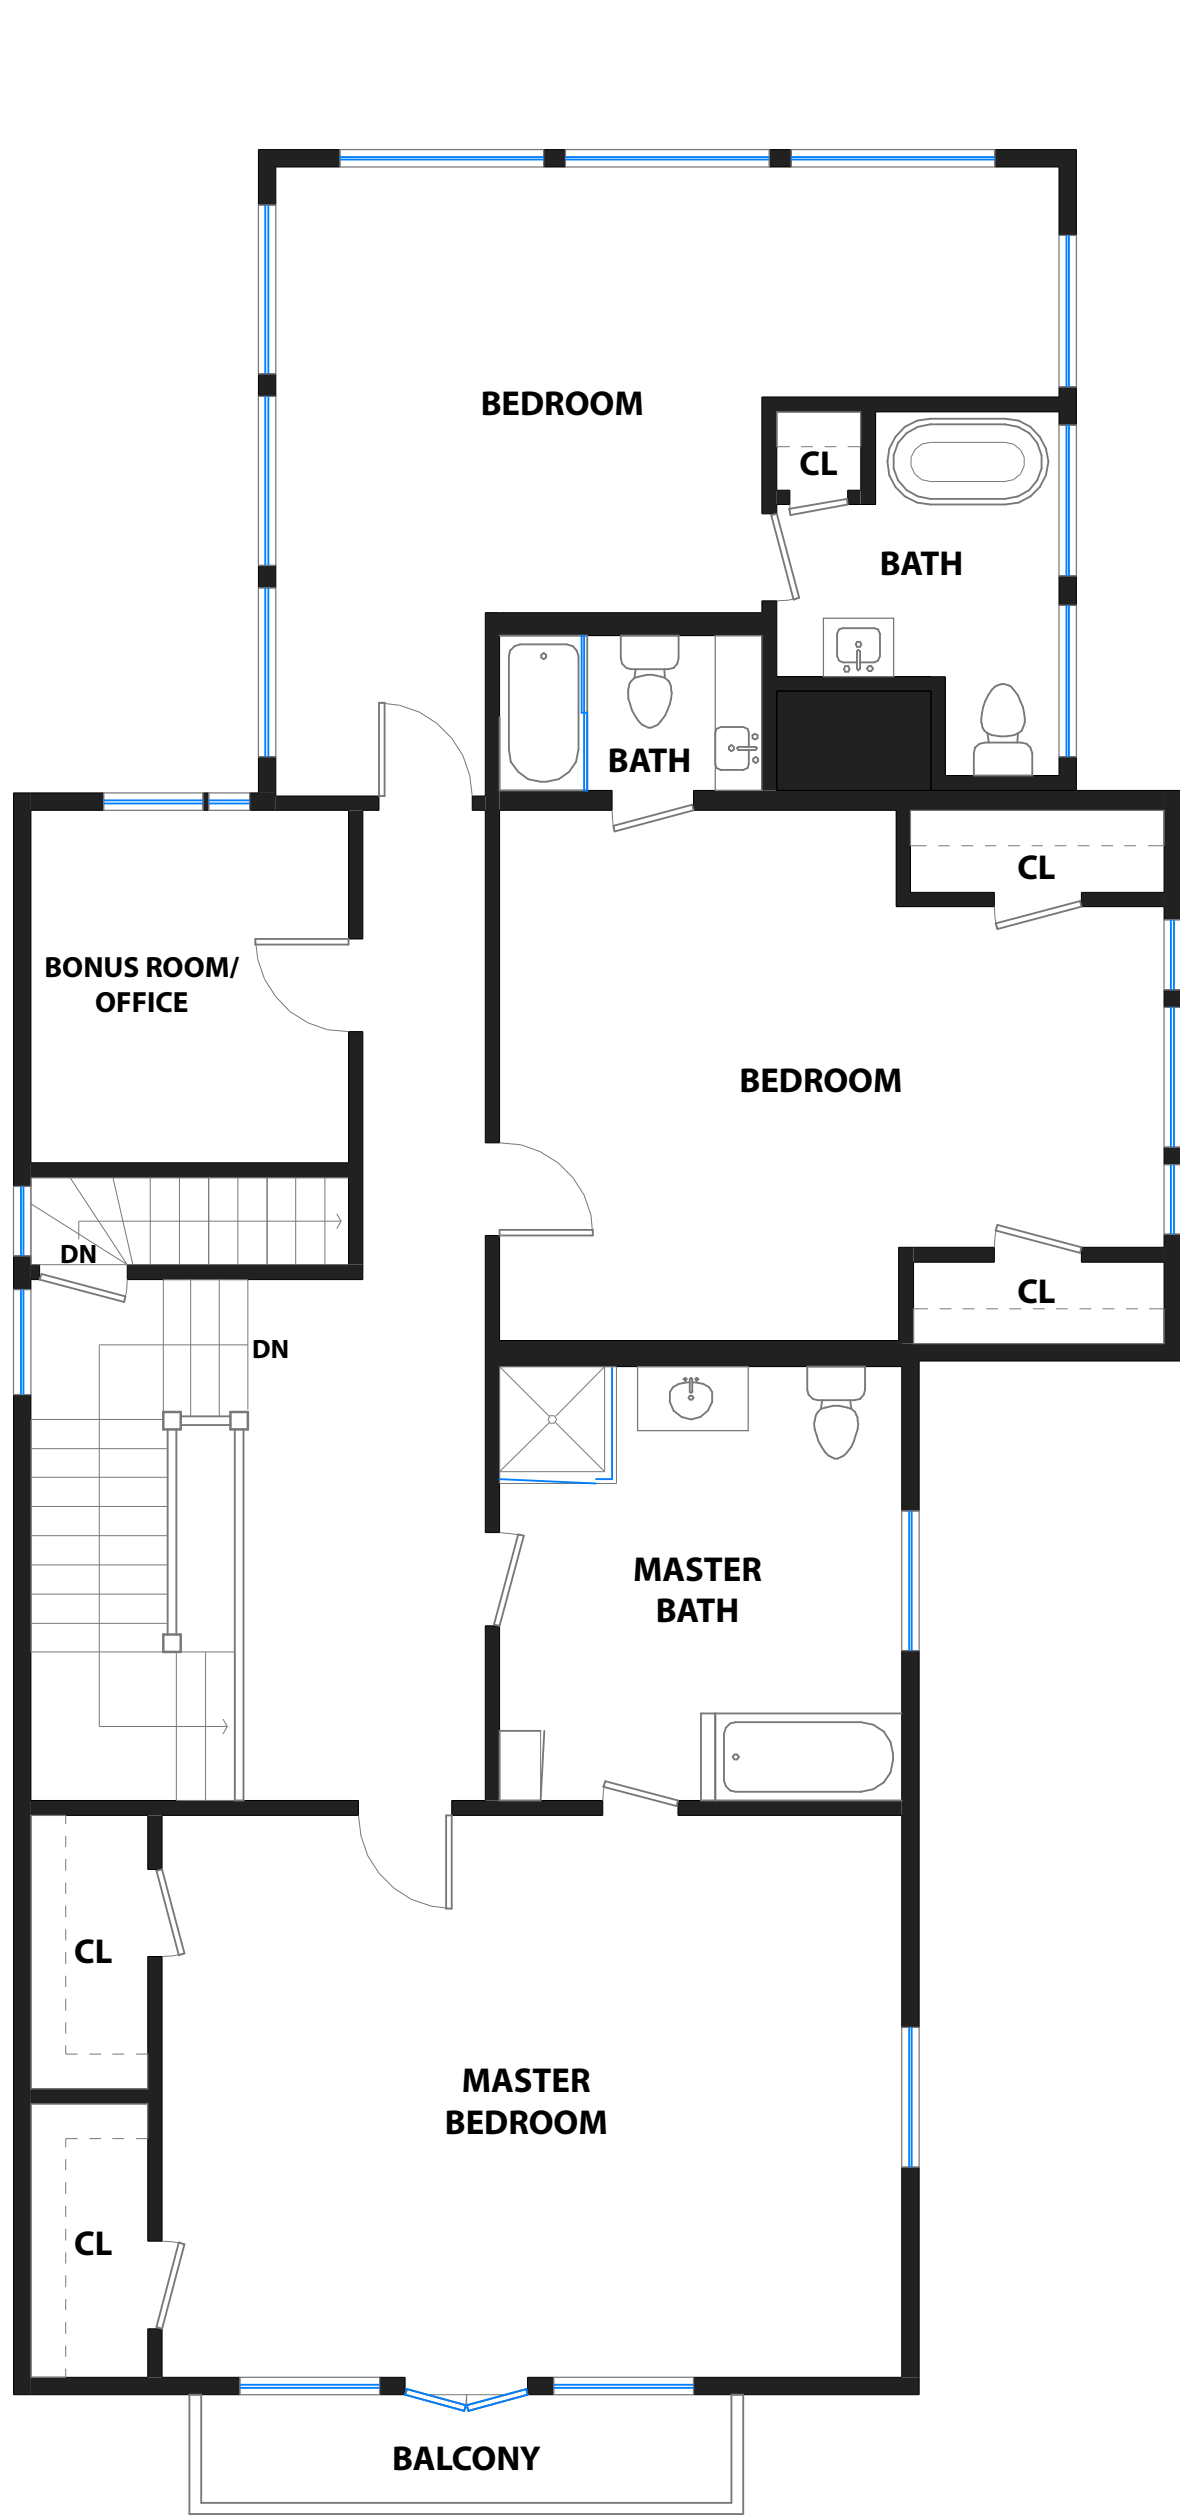 BEDROOM
CL
BATH
BATH
CL
BONUS ROOM/
OFFICE
BEDROOM
DN
CL
DN
MASTER
BATH
CL
MASTER
BEDROOM
CL
BALCONY